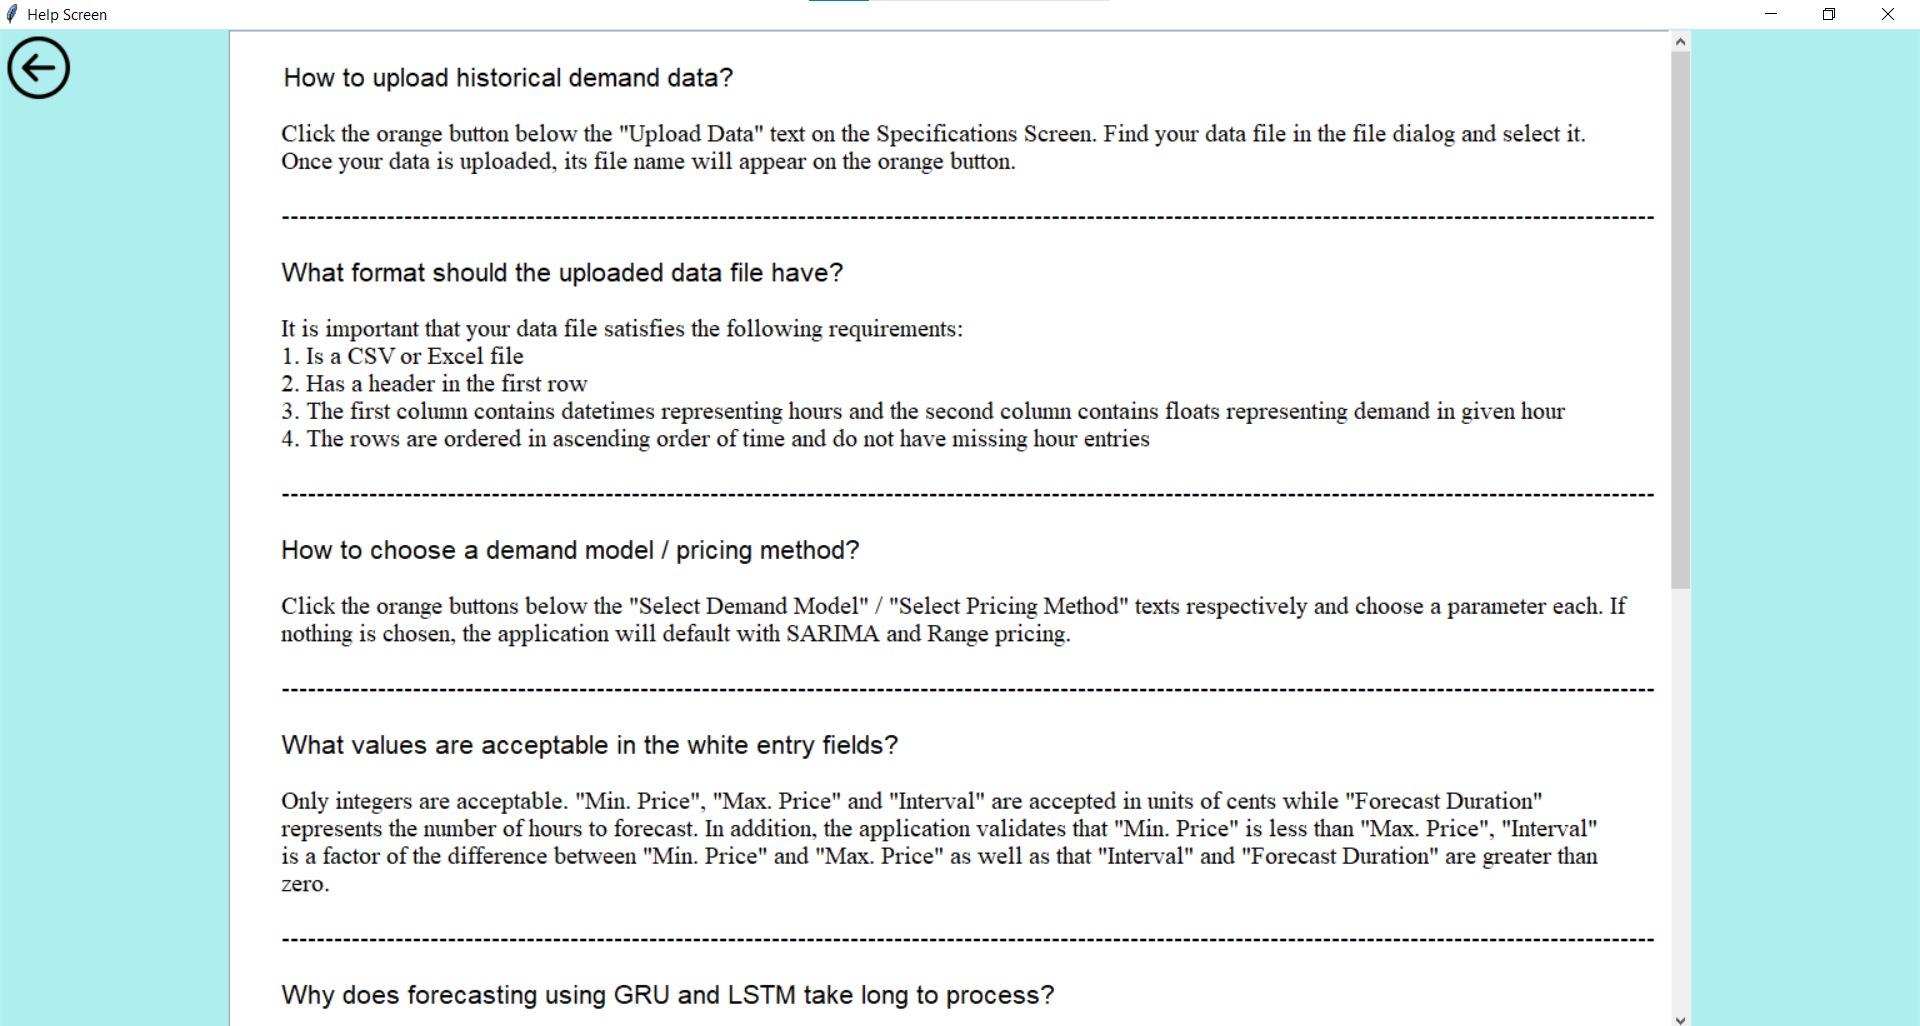 Help Screen
How to upload historical demand data?
Click the orange button below the "Upload Data" text on the Specifications Screen. Find your data file in the file dialog and select it.
Once your data is uploaded, its file name will appear on the orange button.
--------------------------------------------------------------------------------------------------------------------------------------------------------------
What format should the uploaded data file have?
It is important that your data file satisfies the following requirements:
1. Is a CSV or Excel file
2. Has a header in the first row
3. The first column contains datetimes representing hours and the second column contains floats representing demand in given hour
4. The rows are ordered in ascending order of time and do not have missing hour entries
--------------------------------------------------------------------------------------------------------------------------------------------------------------
How to choose a demand model / pricing method?
Click the orange buttons below the "Select Demand Model" / "Select Pricing Method" texts respectively and choose a parameter each. If
nothing is chosen, the application will default with SARIMA and Range pricing.
--------------------------------------------------------------------------------------------------------------------------------------------------------------
What values are acceptable in the white entry fields?
Only integers are acceptable. "Min. Price", "Max. Price" and "Interval" are accepted in units of cents while "Forecast Duration"
represents the number of hours to forecast. In addition, the application validates that "Min. Price" is less than "Max. Price", "Interval"
is a factor of the difference between "Min. Price" and "Max. Price" as well as that "Interval" and "Forecast Duration" are greater than
zero.
--------------------------------------------------------------------------------------------------------------------------------------------------------------
Why does forecasting using GRU and LSTM take long to process?